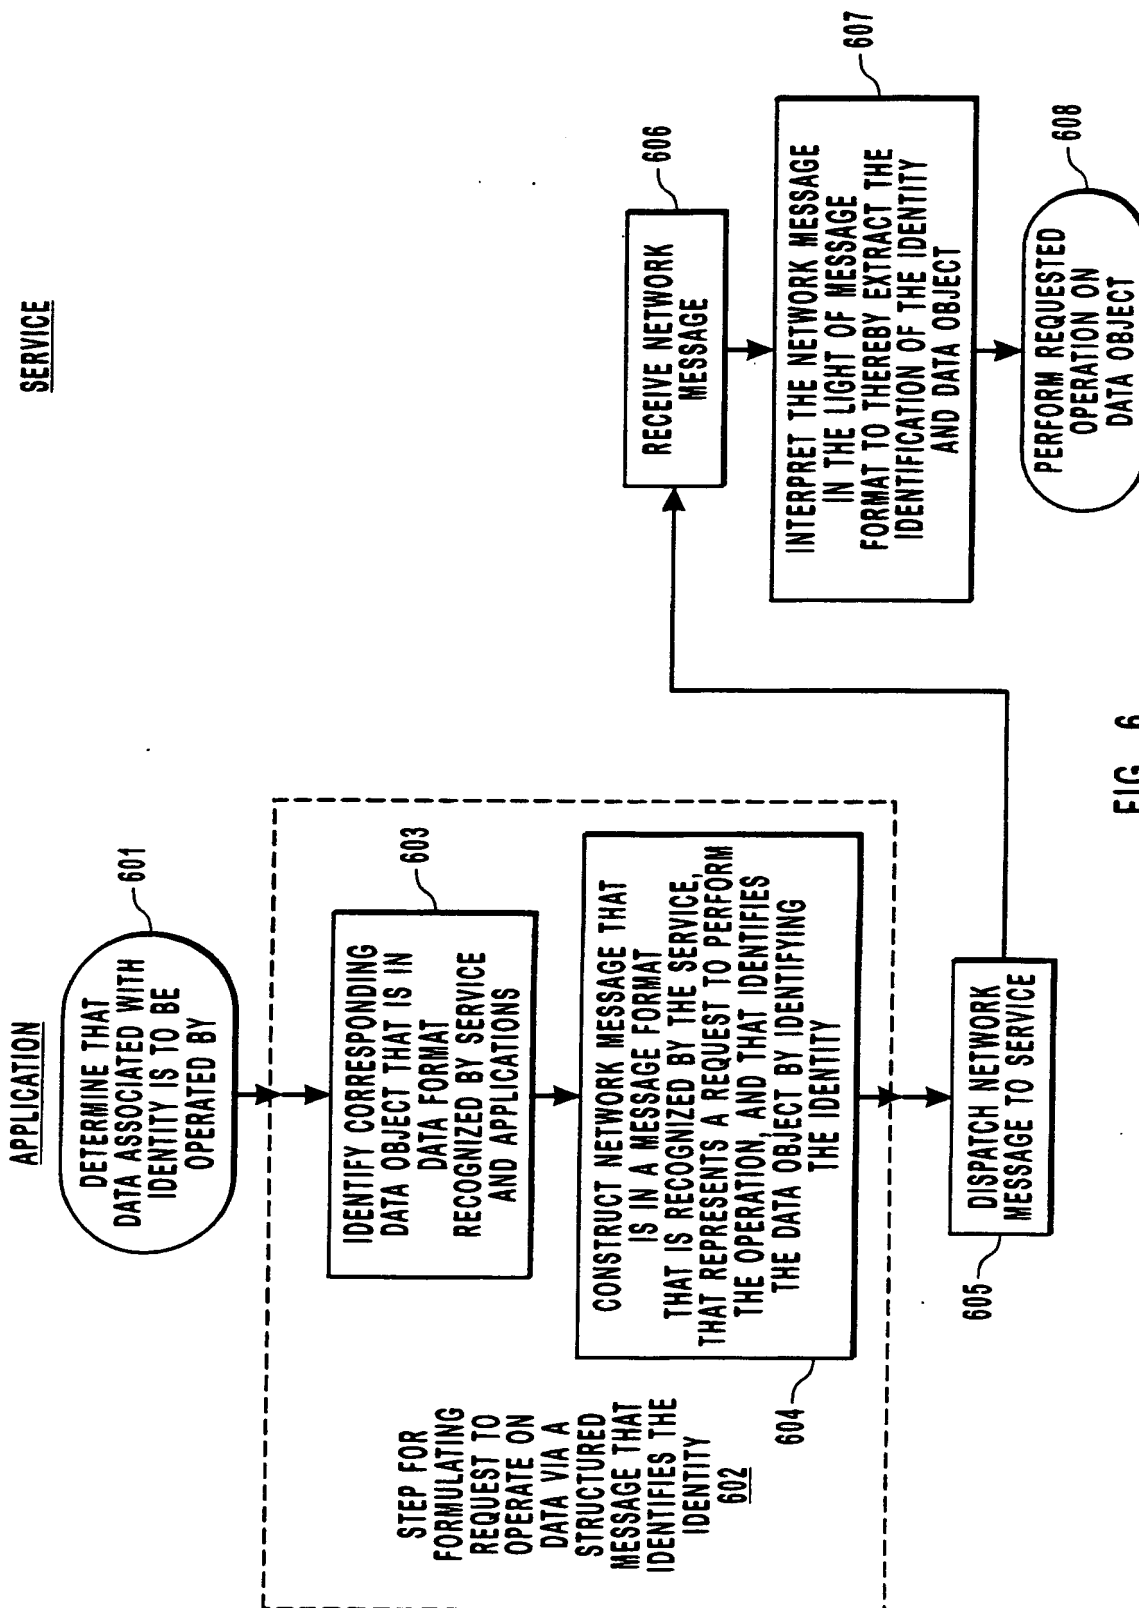 APPLICATION
SERVICE
DETERMINE THAT
DATA ASSOCIATED WITH
IDENTITY IS TO BE
OPERATED BY
601
IDENTIFY CORRESPONDING
DATA OBJECT THAT IS IN
DATA FORMAT
RECOGNIZED BY SERVICE
AND APPLICATIONS
603
STEP FOR
FORMULATING
REQUEST TO
OPERATE ON
DATA VIA A
STRUCTURED
MESSAGE THAT
IDENTIFIES THE
IDENTITY
602
CONSTRUCT NETWORK MESSAGE THAT
IS IN A MESSAGE FORMAT
THAT IS RECOGNIZED BY THE SERVICE,
THAT REPRESENTS A REQUEST TO PERFORM
THE OPERATION, AND THAT IDENTIFIES
THE DATA OBJECT BY IDENTIFYING
THE IDENTITY
604
DISPATCH NETWORK
MESSAGE TO SERVICE
605
RECEIVE NETWORK
MESSAGE
606
INTERPRET THE NETWORK MESSAGE
IN THE LIGHT OF MESSAGE
FORMAT TO THEREBY EXTRACT THE
IDENTIFICATION OF THE IDENTITY
AND DATA OBJECT
607
PERFORM REQUESTED
OPERATION ON
DATA OBJECT
608
FIG. 6